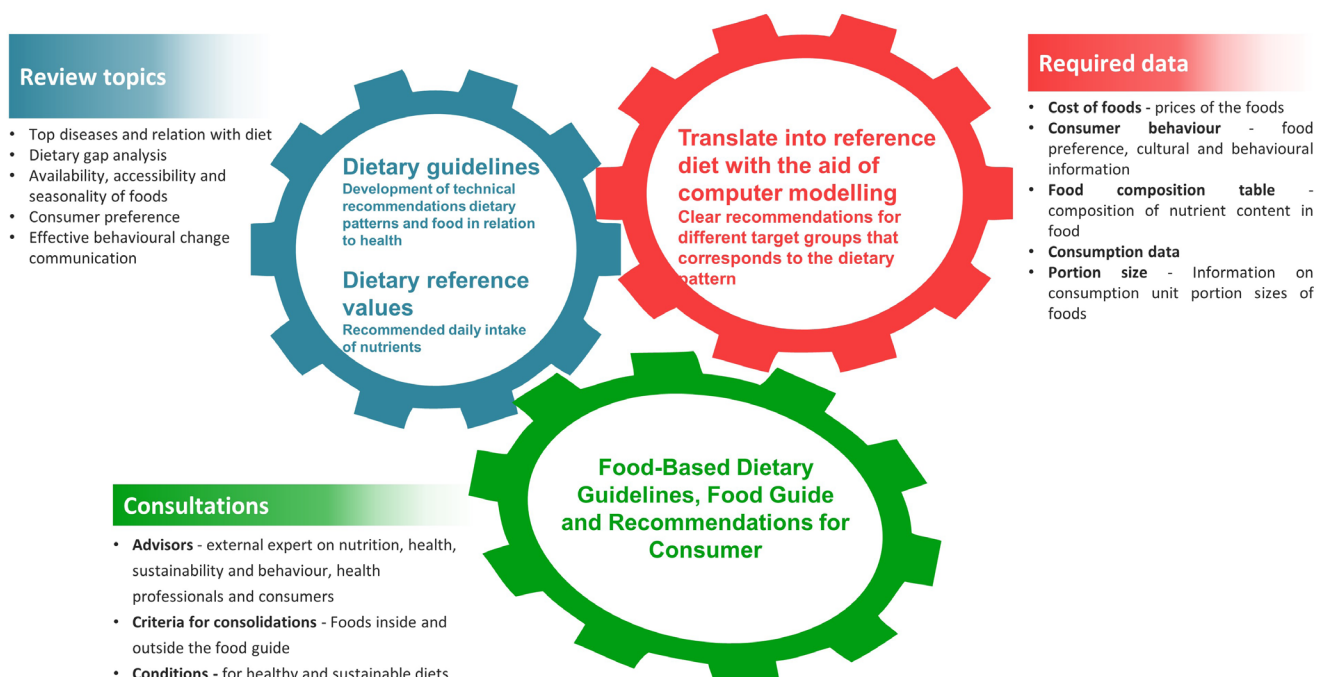 Review topics
• Top diseases and relation with diet
• Dietary gap analysis
• Availability, accessibility and
seasonality of foods
• Consumer preference
• Effective behavioural change
communication
Dietary guidelines
Development of technical
recommendations dietary
patterns and food in relation
to health
Dietary reference
values
Recommended daily intake
of nutrients
Translate into reference
diet with the aid of
computer modelling
Clear recommendations for
different target groups that
corresponds to the dietary
pattern
Required data
• Cost of foods - prices of the foods
• Consumer behaviour - food
preference, cultural and behavioural
information
• Food composition table -
composition of nutrient content in
food
• Consumption data
• Portion size - Information on
consumption unit portion sizes of
foods
Food-Based Dietary
Guidelines, Food Guide
and Recommendations for
Consumer
Consultations
• Advisors - external expert on nutrition, health,
sustainability and behaviour, health
professionals and consumers
• Criteria for consolidations - Foods inside and
outside the food guide
• Conditions - for healthy and sustainable diets